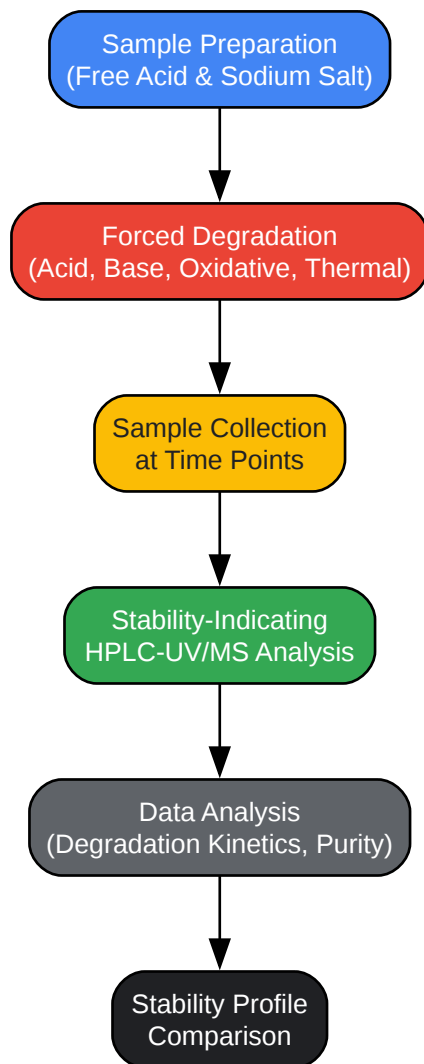 Sample Preparation
(Free Acid & Sodium Salt)
Forced Degradation
(Acid, Base, Oxidative, Thermal)
Sample Collection
at Time Points
Stability-Indicating
HPLC-UV/MS Analysis
Data Analysis
(Degradation Kinetics, Purity)
Stability Profile
Comparison